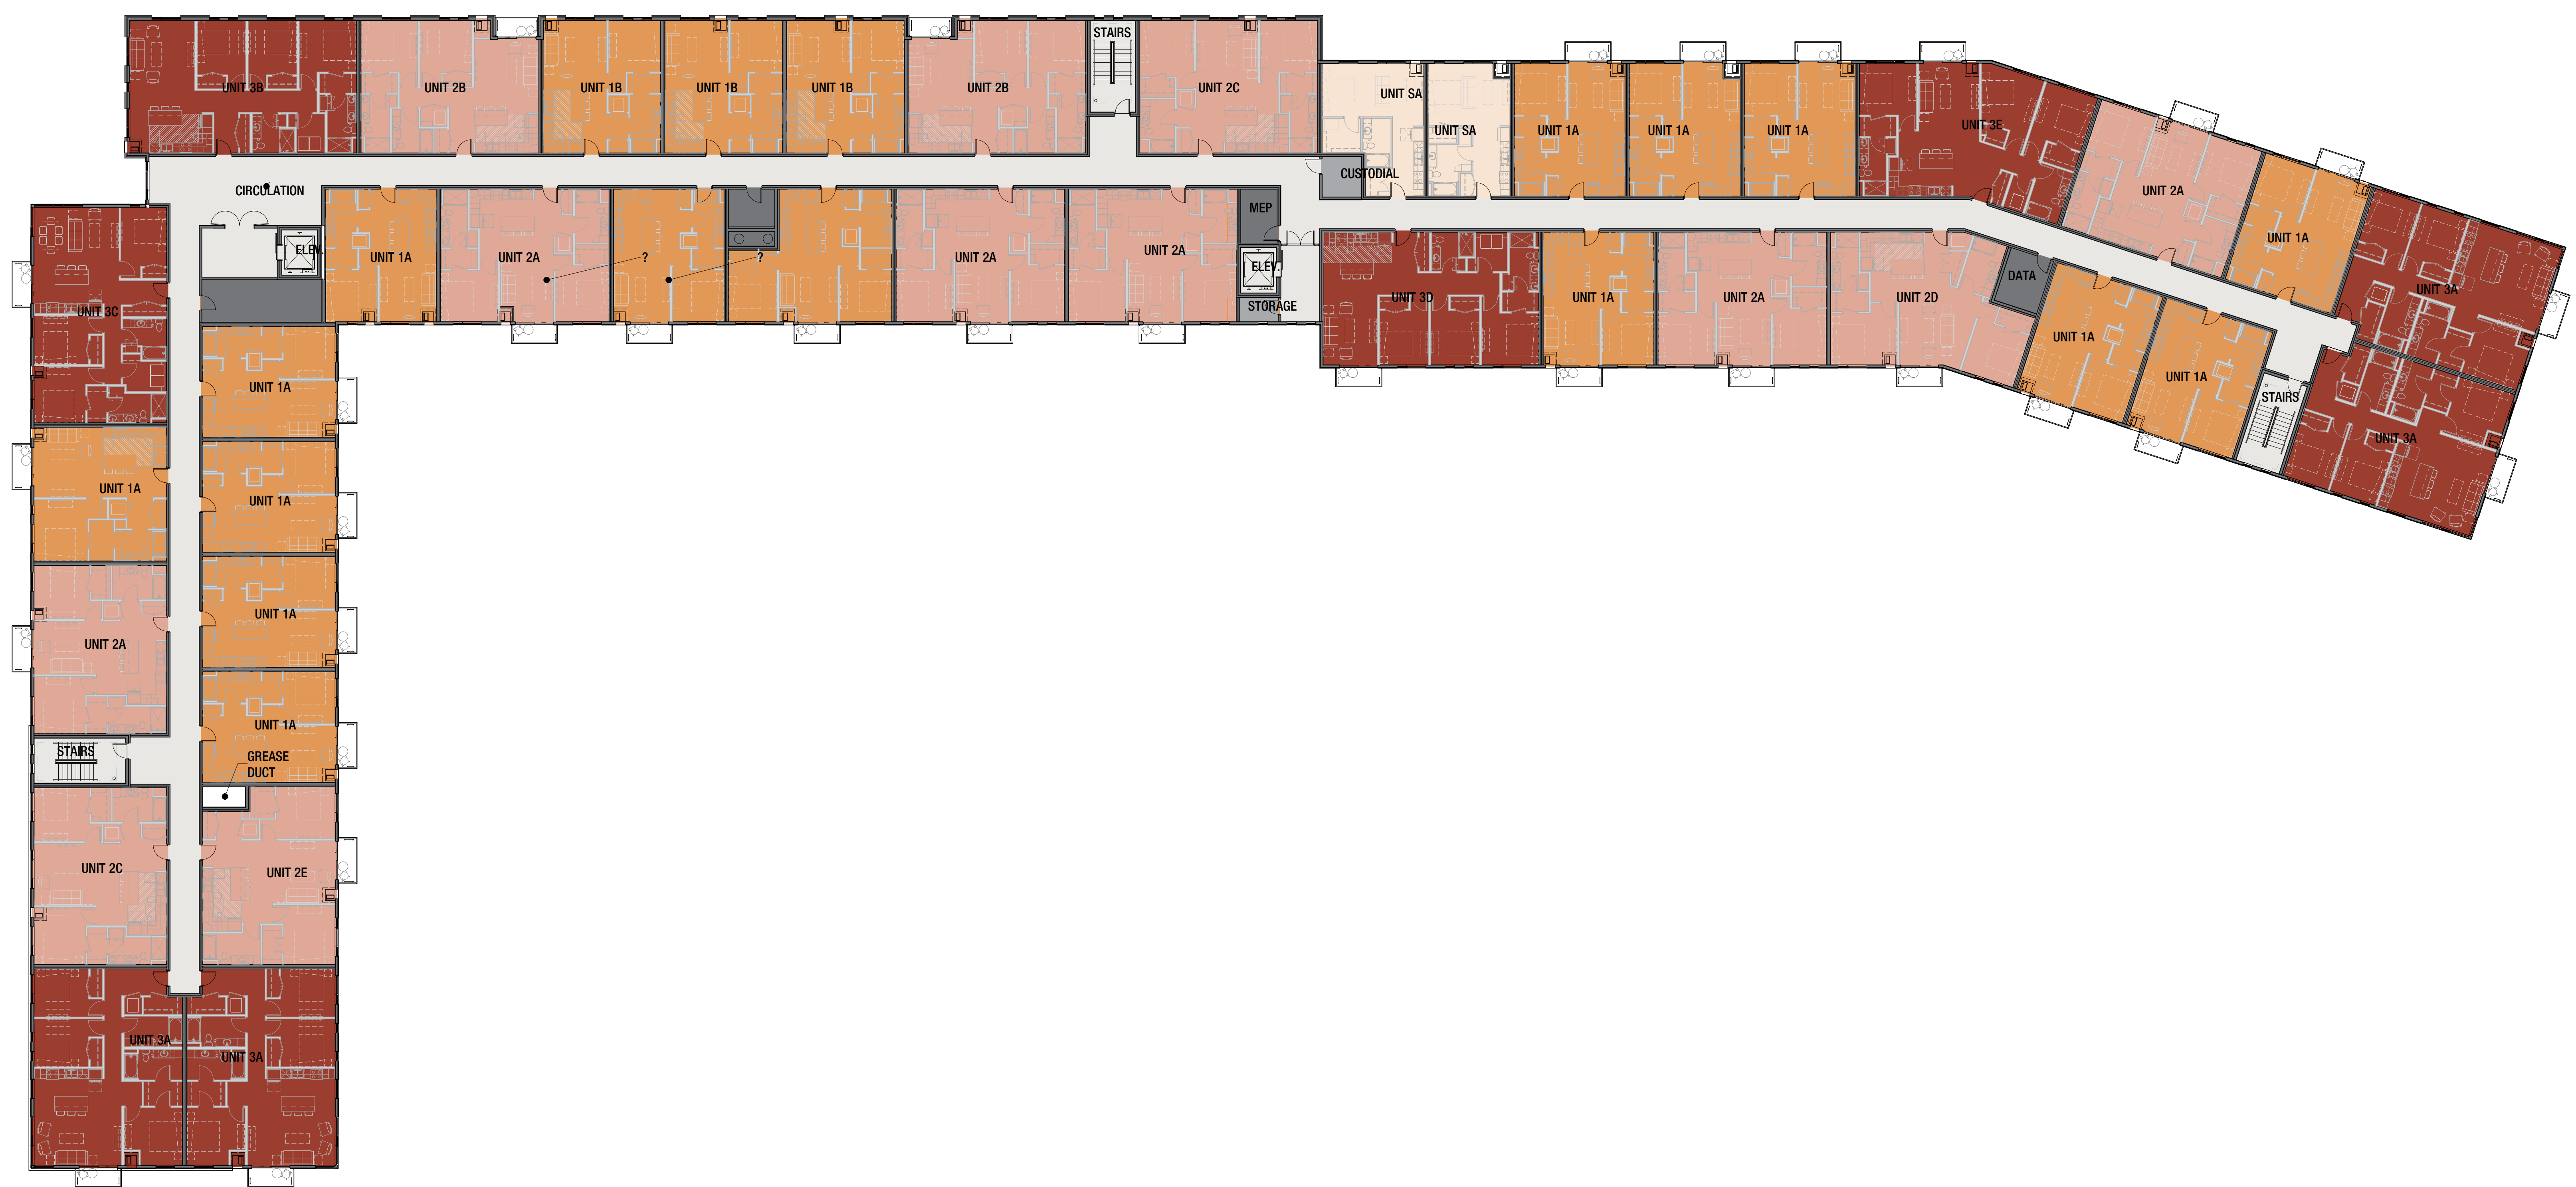 STAIRS
UNIT 3B
UNIT 2B
UNIT 1B
UNIT 1B
UNIT 1B
UNIT 2B
UNIT 2C
UNIT SA
UNIT SA
UNIT 1A
UNIT 1A
UNIT 1A
UNIT 3E
UNIT 2A
UNIT 1A
UNIT 3A
CUSTODIAL
CIRCULATION
MEP
ELEV.
UNIT 1A
UNIT 2A
?
?
UNIT 2A
UNIT 2A
ELEV.
STORAGE
UNIT 3D
UNIT 1A
UNIT 2A
UNIT 2D
DATA
UNIT 1A
UNIT 1A
STAIRS
UNIT 3A
UNIT 3C
UNIT 1A
UNIT 1A
UNIT 1A
UNIT 1A
UNIT 2A
UNIT 1A
STAIRS
GREASE
DUCT
UNIT 2C
UNIT 2E
UNIT 3A
UNIT 3A